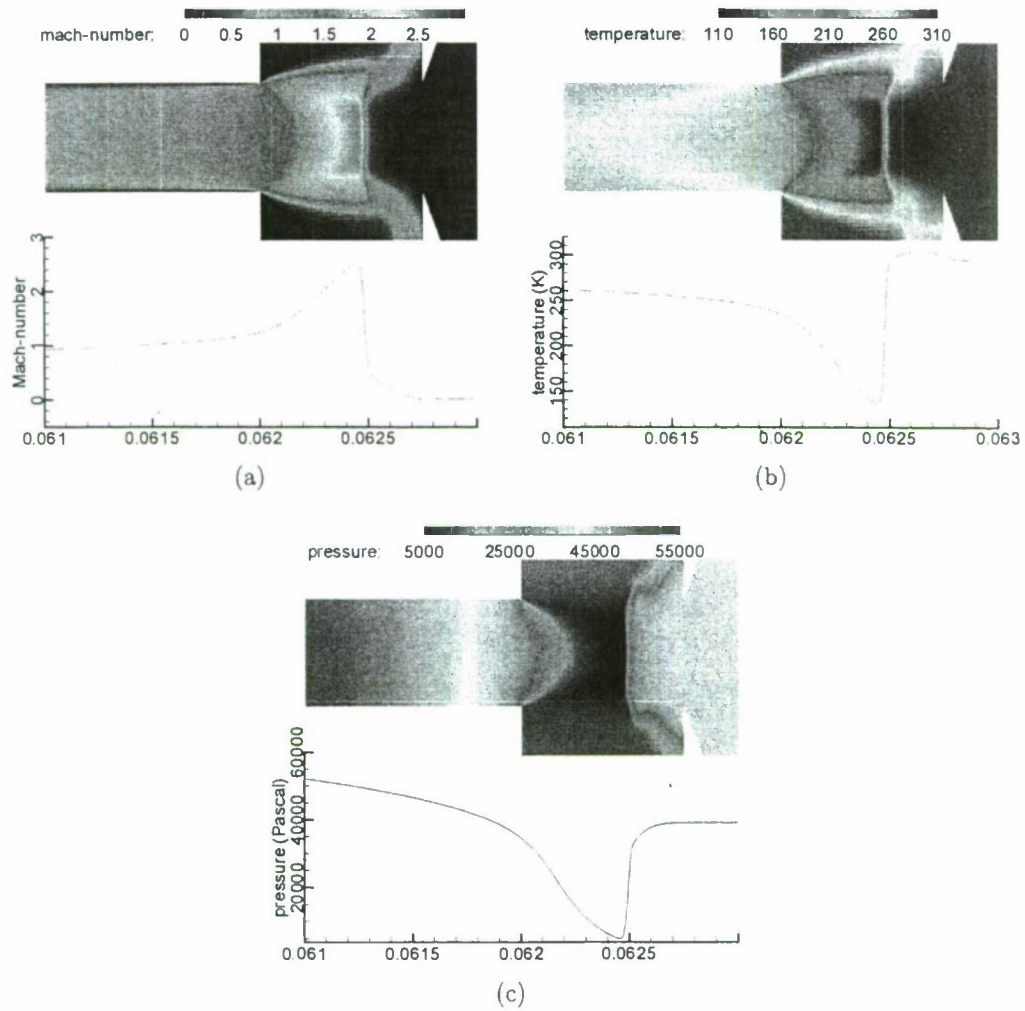 mach-number: 0 0.5 1 1.5 2 2.5
Mach-number
3
2
1
0
0.061 0.0615 0.062 0.0625
(a)
temperature: 110 160 210 260 310
temperature (K)
300
250
200
150
0.061 0.0615 0.062 0.0625 0.063
(b)
pressure: 5000 25000 45000 55000
pressure (Pascal)
60000
40000
20000
0.061 0.0615 0.062 0.0625
(c)